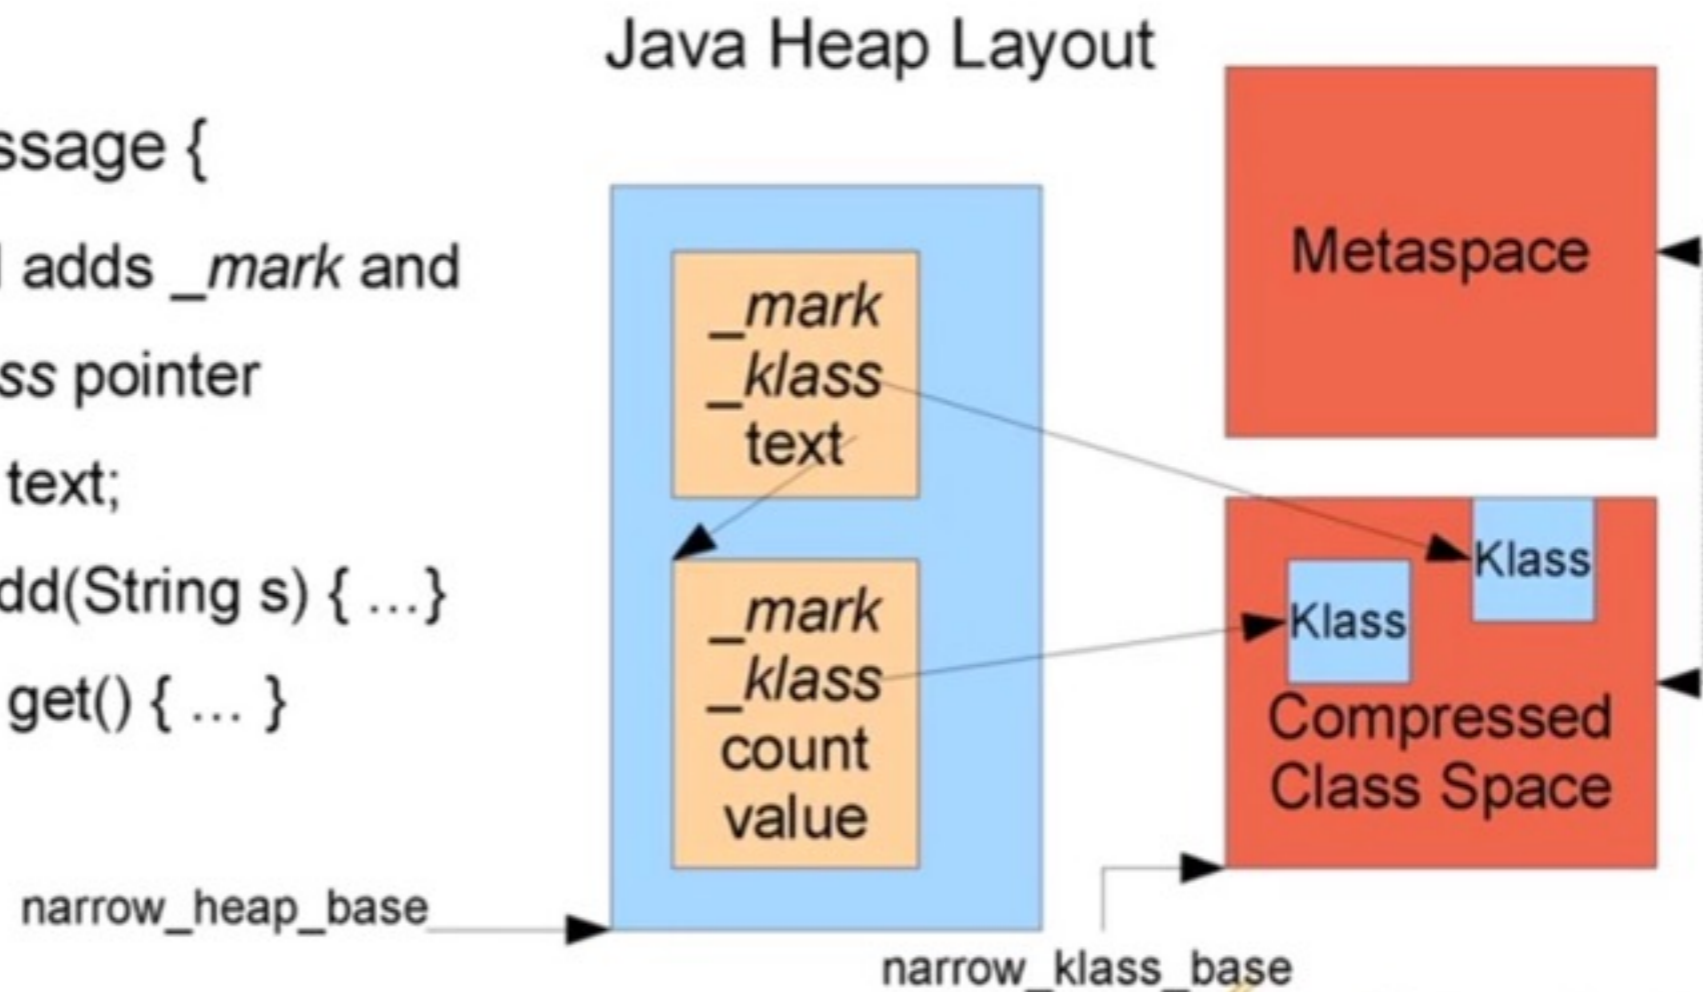 Java Heap Layout
ssage {
adds _mark and
ss pointer
text;
dd(String s) { ...}
get() { ... }
narrow_heap_base
_mark
_klass
text
_mark
_klass
count
value
Metaspace
Klass
Klass
Compressed
Class Space
narrow_klass_base